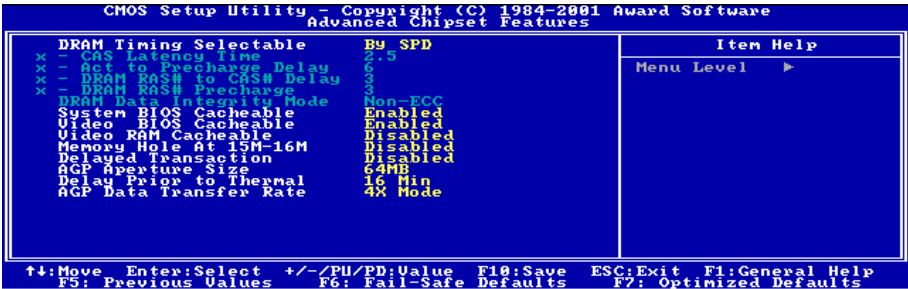 CMOS Setup Utility - Copyright (C) 1984-2001 Award Software
Advanced Chipset Features
DRAM Timing Selectable By SPD
x - CAS Latency Time 2.5
x - Act to Precharge Delay 6
x - DRAM RAS# to CAS# Delay 3
x - DRAM RAS# Precharge 3
DRAM Data Integrity Mode Non-ECC
System BIOS Cacheable Enabled
Video BIOS Cacheable Enabled
Video RAM Cacheable Disabled
Memory Hole At 15M-16M Disabled
Delayed Transaction Disabled
AGP Aperture Size 64MB
Delay Prior to Thermal 16 Min
AGP Data Transfer Rate 4X Mode
Item Help
Menu Level ►
↑↓:Move Enter:Select +/-/PU/PD:Value F10:Save ESC:Exit F1:General Help
F5: Previous Values F6: Fail-Safe Defaults F7: Optimized Defaults